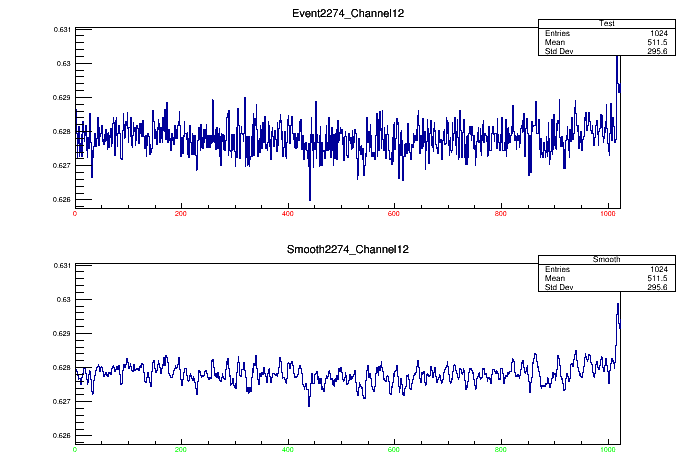 Event2274_Channel12
Test
Entries 1024
Mean 511.5
Std Dev 295.6
0.631
0.63
0.629
0.628
0.627
0.626
0 200 400 600 800 1000
Smooth2274_Channel12
Smooth
Entries 1024
Mean 511.5
Std Dev 295.6
0.631
0.63
0.629
0.628
0.627
0.626
0 200 400 600 800 1000